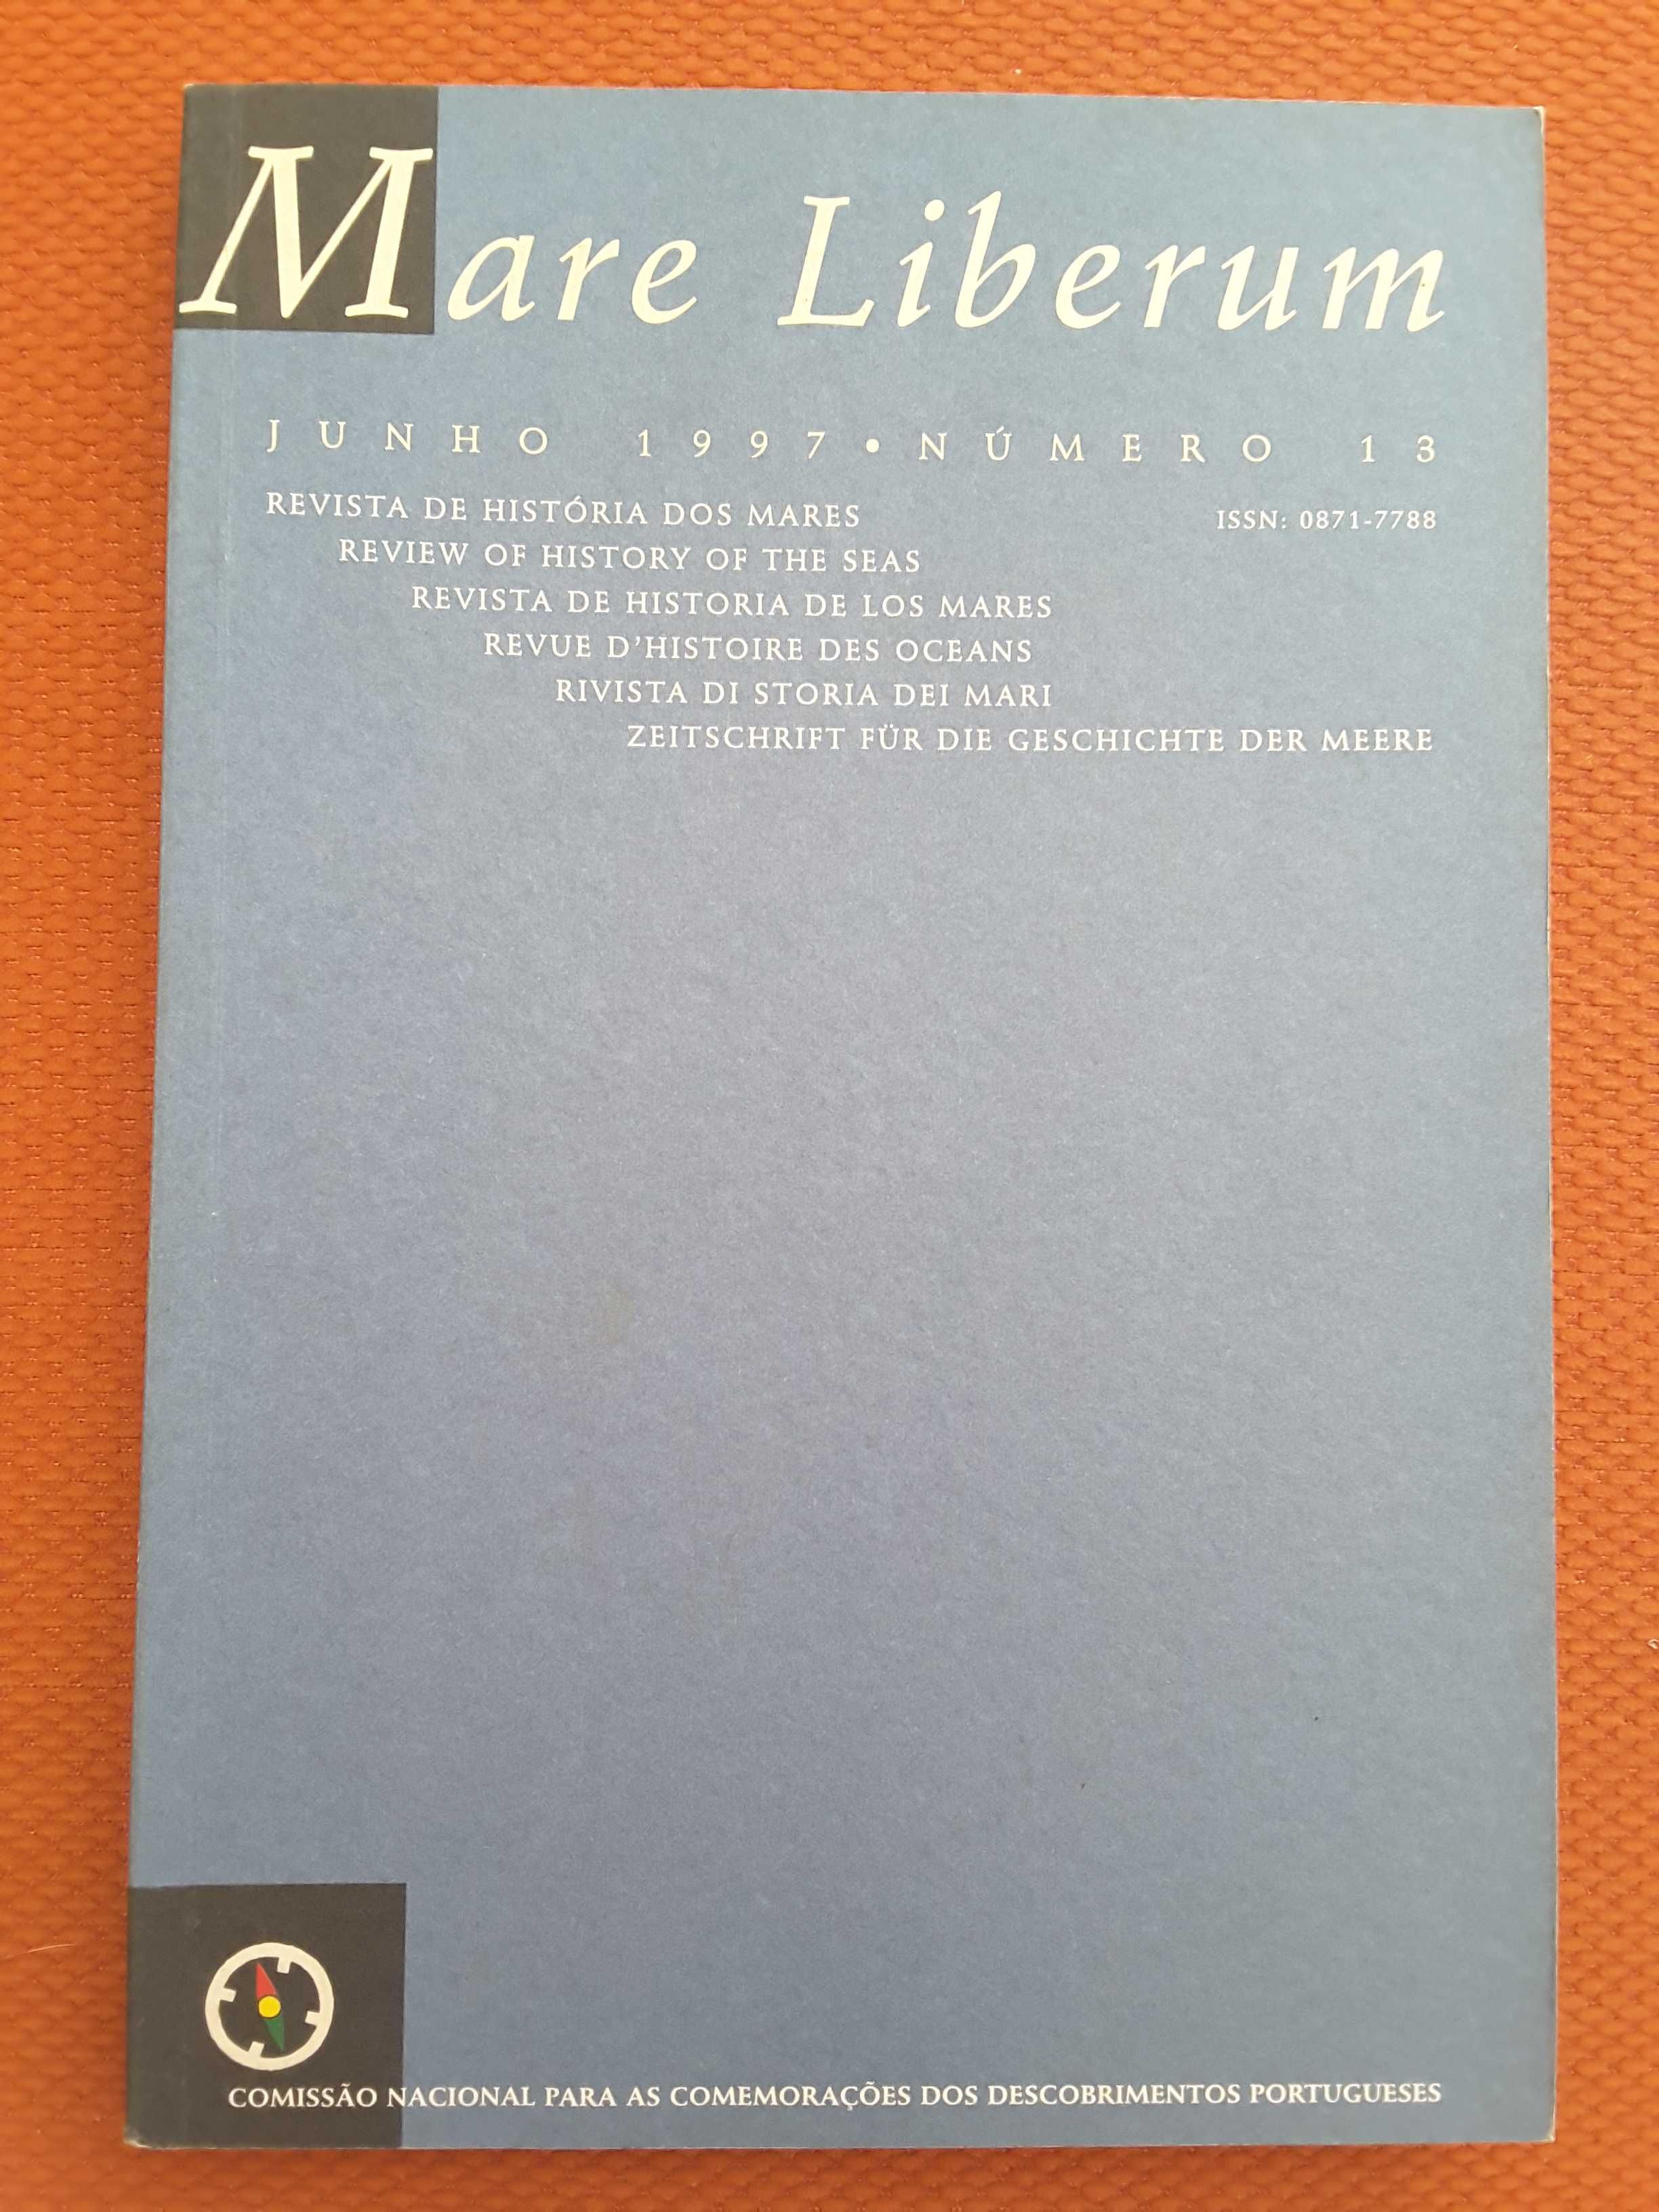 Mare Liberum
JUNHO 1997 • NÚMERO 13
REVISTA DE HISTÓRIA DOS MARES
ISSN: 0871-7788
REVIEW OF HISTORY OF THE SEAS
REVISTA DE HISTORIA DE LOS MARES
REVUE D'HISTOIRE DES OCEANS
RIVISTA DI STORIA DEI MARI
ZEITSCHRIFT FÜR DIE GESCHICHTE DER MEERE
COMISSÃO NACIONAL PARA AS COMEMORAÇÕES DOS DESCOBRIMENTOS PORTUGUESES